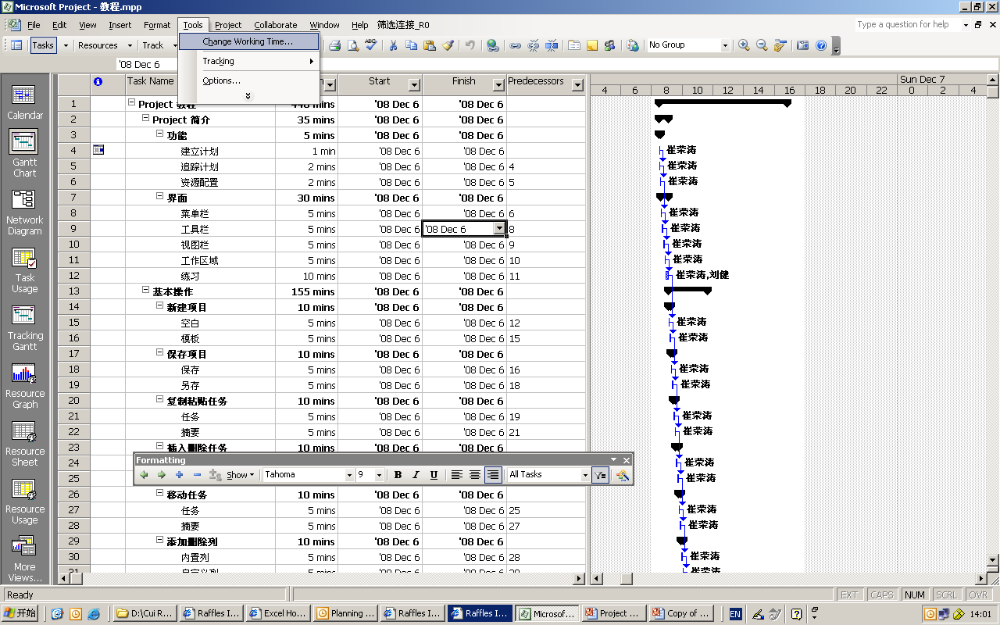 Microsoft Project - 教程.mpp
File Edit View Insert Format Tools Project Collaborate Window Help 筛选连接_R0
Type a question for help
Tasks Resources Track
No Group
Change Working Time...
Tracking
Options...
'08 Dec 6
Task Name Start Finish Predecessors
Sun Dec 7
4 6 8 10 12 14 16 18 20 22 0 2 4
1 Project 教程 '08 Dec 6 '08 Dec 6
2 Project 简介 35 mins '08 Dec 6 '08 Dec 6
3 功能 5 mins '08 Dec 6 '08 Dec 6
4 建立计划 1 min '08 Dec 6 '08 Dec 6 崔荣涛
5 追踪计划 2 mins '08 Dec 6 '08 Dec 6 4 崔荣涛
6 资源配置 2 mins '08 Dec 6 '08 Dec 6 5 崔荣涛
7 界面 30 mins '08 Dec 6 '08 Dec 6
8 菜单栏 5 mins '08 Dec 6 '08 Dec 6 6 崔荣涛
9 工具栏 5 mins '08 Dec 6 '08 Dec 6 8 崔荣涛
10 视图栏 5 mins '08 Dec 6 '08 Dec 6 9 崔荣涛
11 工作区域 5 mins '08 Dec 6 '08 Dec 6 10 崔荣涛
12 练习 10 mins '08 Dec 6 '08 Dec 6 11 崔荣涛,刘健
13 基本操作 155 mins '08 Dec 6 '08 Dec 6
14 新建项目 10 mins '08 Dec 6 '08 Dec 6
15 空白 5 mins '08 Dec 6 '08 Dec 6 12 崔荣涛
16 模板 5 mins '08 Dec 6 '08 Dec 6 15 崔荣涛
17 保存项目 10 mins '08 Dec 6 '08 Dec 6
18 保存 5 mins '08 Dec 6 '08 Dec 6 16 崔荣涛
19 另存 5 mins '08 Dec 6 '08 Dec 6 18 崔荣涛
20 复制粘贴任务 10 mins '08 Dec 6 '08 Dec 6
21 任务 5 mins '08 Dec 6 '08 Dec 6 19 崔荣涛
22 摘要 5 mins '08 Dec 6 '08 Dec 6 21 崔荣涛
23 插入删除任务 10 mins '08 Dec 6 '08 Dec 6
24 崔荣涛
25 崔荣涛
26 移动任务 10 mins '08 Dec 6 '08 Dec 6
27 任务 5 mins '08 Dec 6 '08 Dec 6 25 崔荣涛
28 摘要 5 mins '08 Dec 6 '08 Dec 6 27 崔荣涛
29 添加删除列 10 mins '08 Dec 6 '08 Dec 6
30 内置列 5 mins '08 Dec 6 '08 Dec 6 28 崔荣涛
Formatting
Show Tahoma 9 B I U All Tasks
Calendar
Gantt
Chart
Network
Diagram
Task
Usage
Tracking
Gantt
Resource
Graph
Resource
Sheet
Resource
Usage
More
Views...
Ready
EXT CAPS NUM SCRL OVR
开始 D:\Cui R... Raffles I... Excel Ho... Planning ... Raffles I... Raffles I... Microsof... Project ... Copy of ... EN 14:01